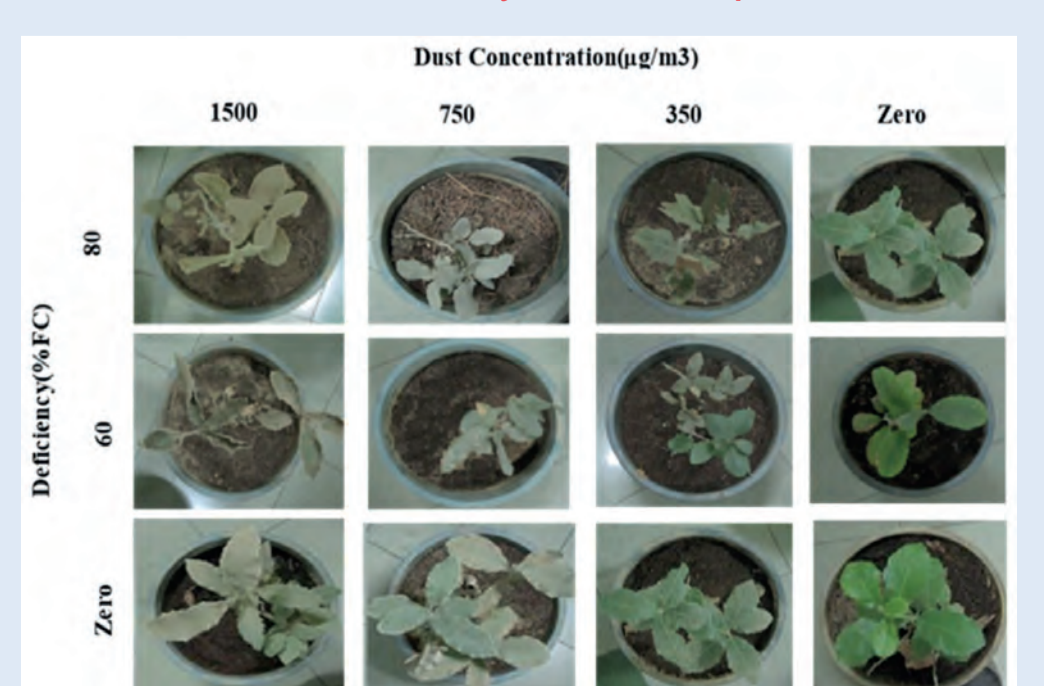 Dust Concentration(μg/m3)
1500 750 350 Zero
80
Deficiency(%FC)
60
Zero